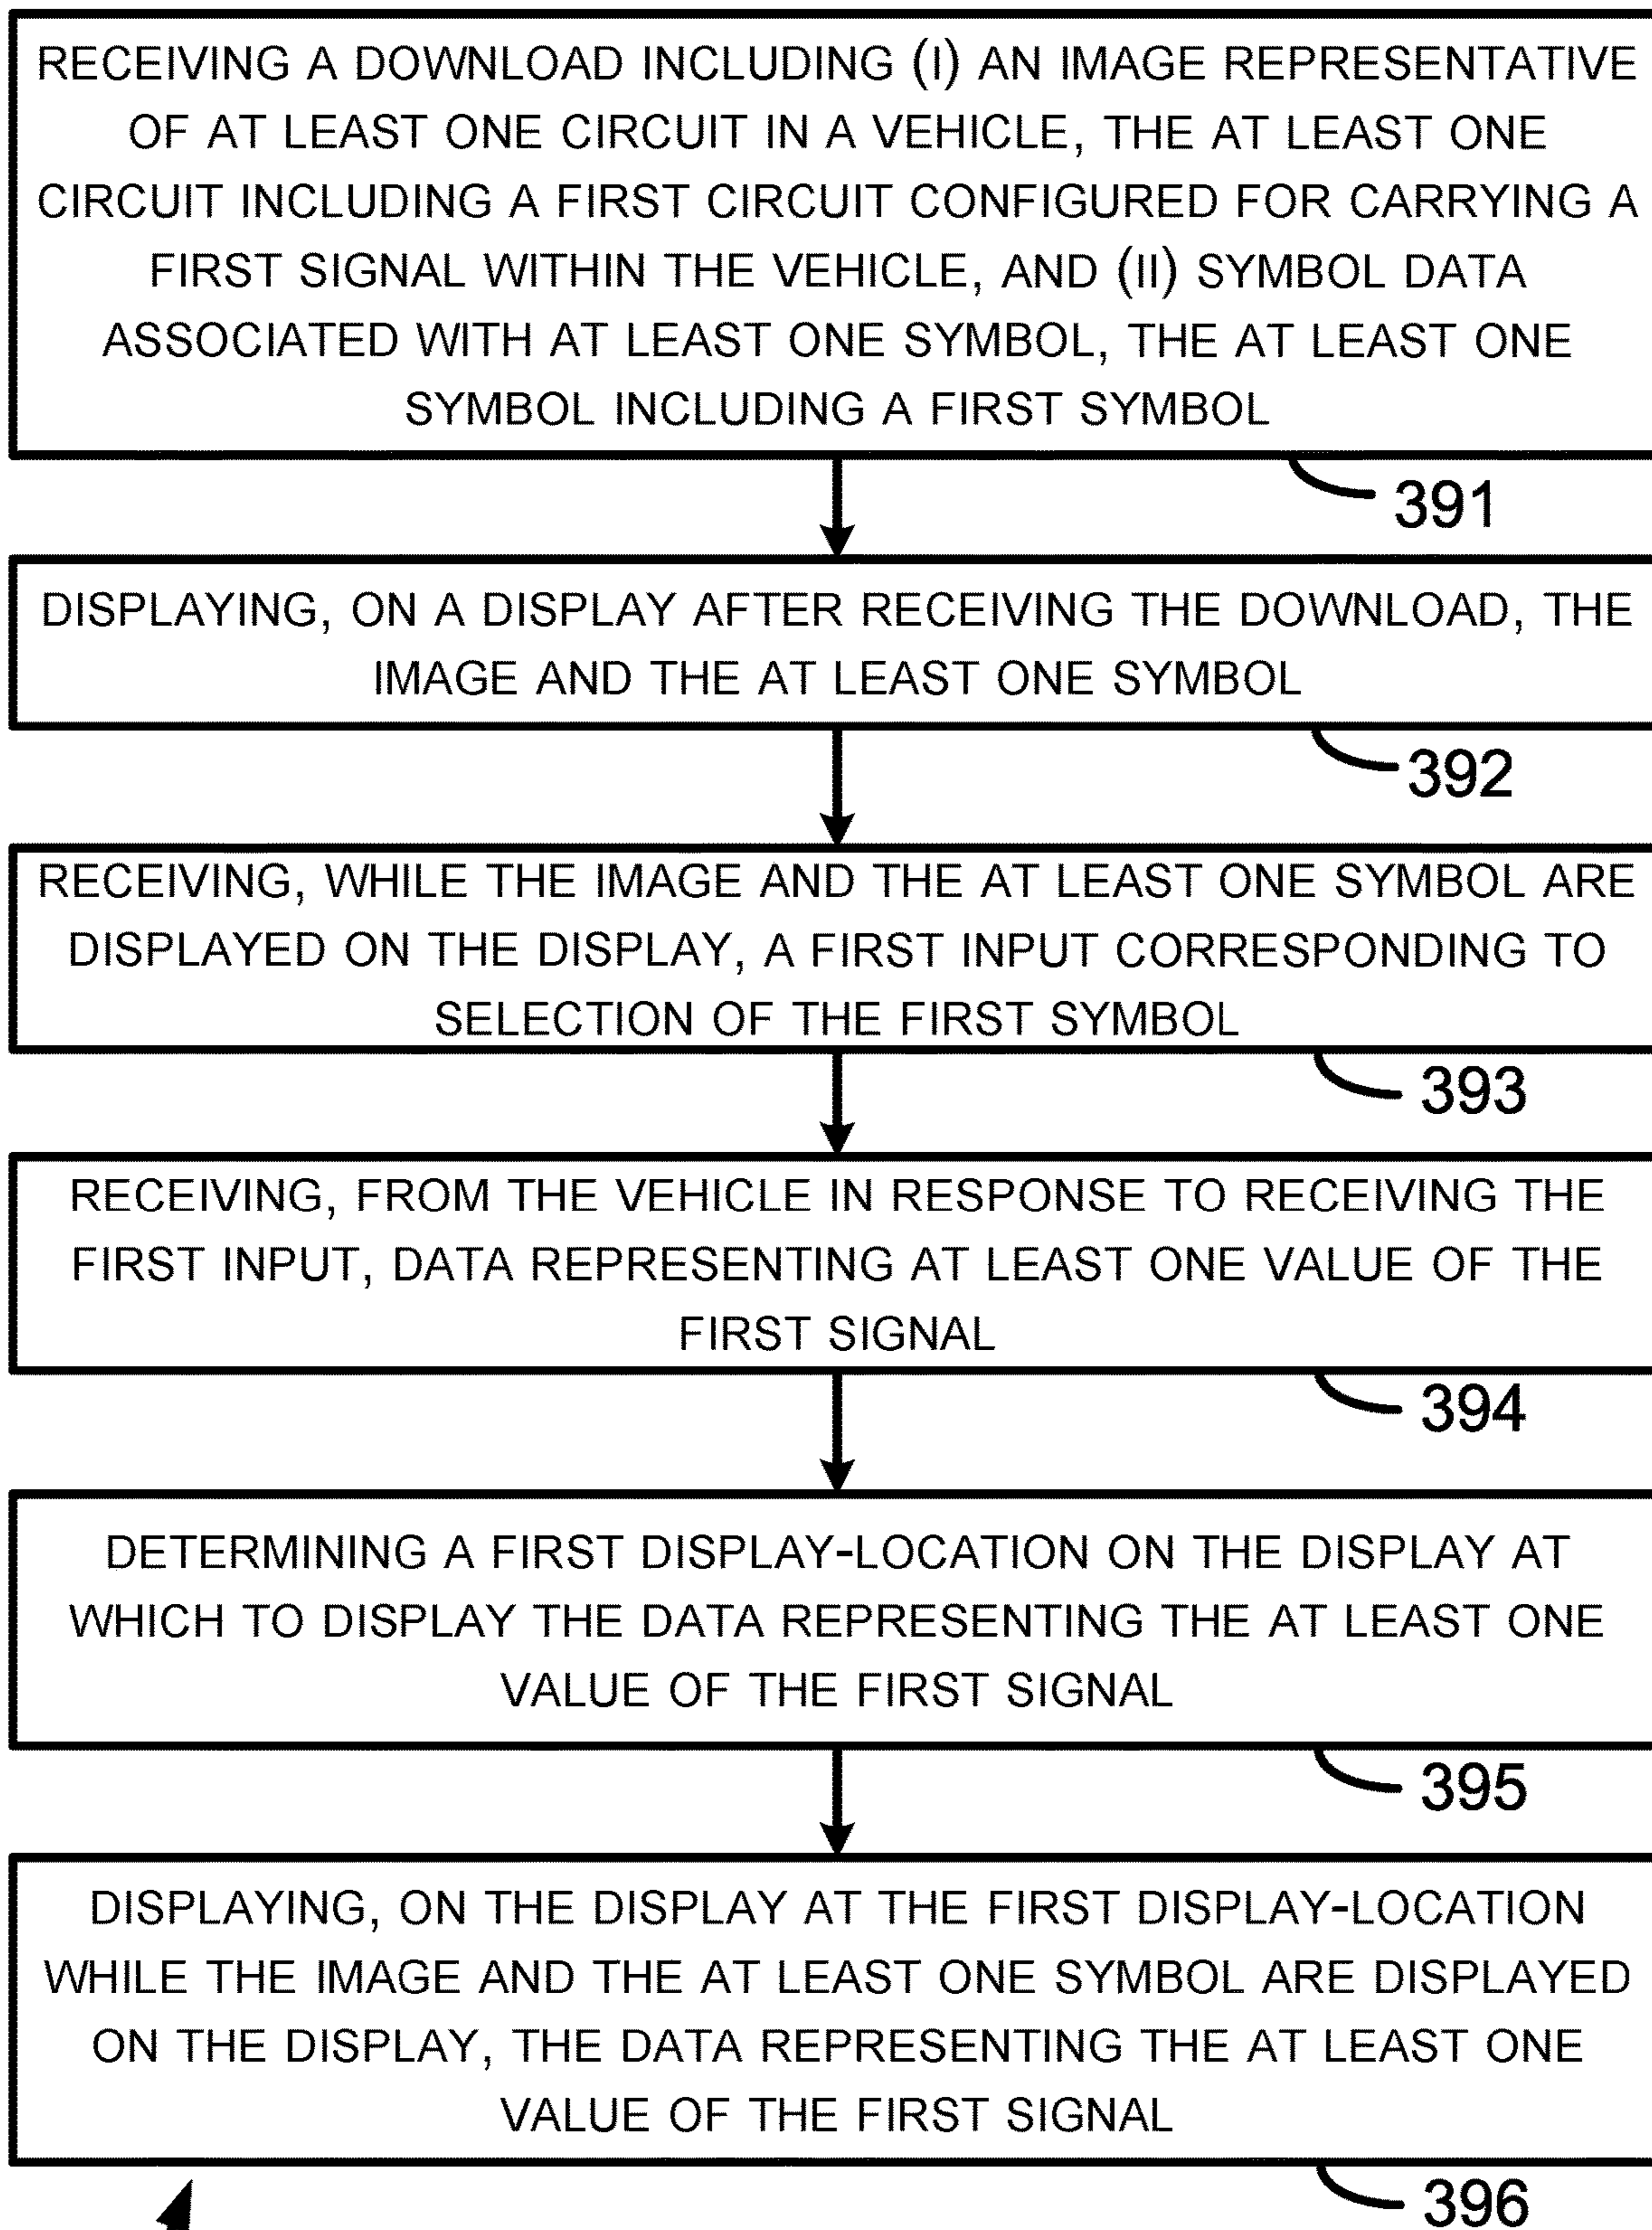 RECEIVING A DOWNLOAD INCLUDING (I) AN IMAGE REPRESENTATIVE
OF AT LEAST ONE CIRCUIT IN A VEHICLE, THE AT LEAST ONE
CIRCUIT INCLUDING A FIRST CIRCUIT CONFIGURED FOR CARRYING A
FIRST SIGNAL WITHIN THE VEHICLE, AND (II) SYMBOL DATA
ASSOCIATED WITH AT LEAST ONE SYMBOL, THE AT LEAST ONE
SYMBOL INCLUDING A FIRST SYMBOL
391
DISPLAYING, ON A DISPLAY AFTER RECEIVING THE DOWNLOAD, THE
IMAGE AND THE AT LEAST ONE SYMBOL
392
RECEIVING, WHILE THE IMAGE AND THE AT LEAST ONE SYMBOL ARE
DISPLAYED ON THE DISPLAY, A FIRST INPUT CORRESPONDING TO
SELECTION OF THE FIRST SYMBOL
393
RECEIVING, FROM THE VEHICLE IN RESPONSE TO RECEIVING THE
FIRST INPUT, DATA REPRESENTING AT LEAST ONE VALUE OF THE
FIRST SIGNAL
394
DETERMINING A FIRST DISPLAY-LOCATION ON THE DISPLAY AT
WHICH TO DISPLAY THE DATA REPRESENTING THE AT LEAST ONE
VALUE OF THE FIRST SIGNAL
395
DISPLAYING, ON THE DISPLAY AT THE FIRST DISPLAY-LOCATION
WHILE THE IMAGE AND THE AT LEAST ONE SYMBOL ARE DISPLAYED
ON THE DISPLAY, THE DATA REPRESENTING THE AT LEAST ONE
VALUE OF THE FIRST SIGNAL
396